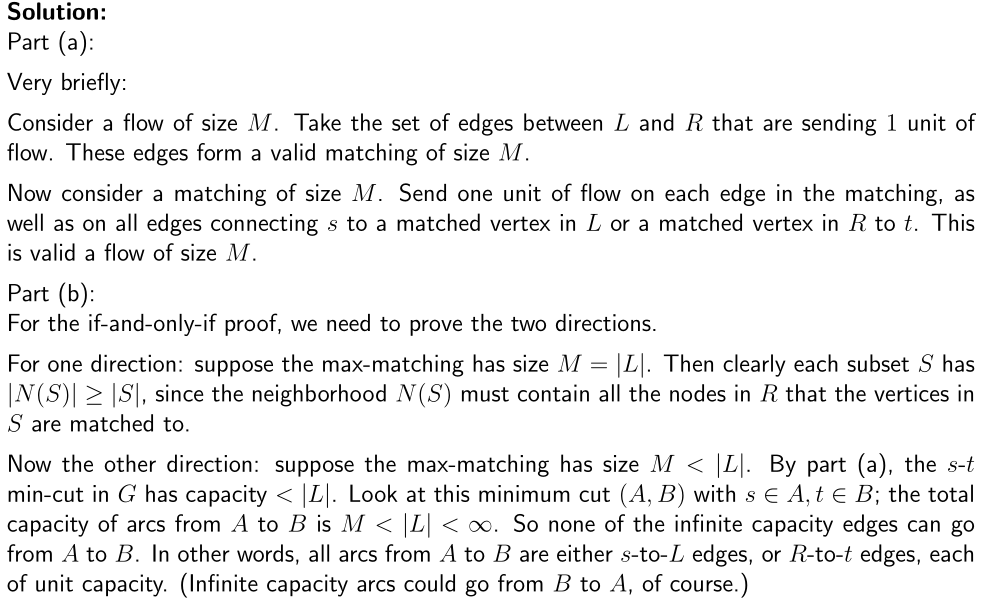 Solution:
Part (a):
Very briefly:
Consider a flow of size M. Take the set of edges between L and R that are sending 1 unit of
flow. These edges form a valid matching of size M.
Now consider a matching of size M. Send one unit of flow on each edge in the matching, as
well as on all edges connecting s to a matched vertex in L or a matched vertex in R to t. This
is valid a flow of size M.
Part (b):
For the if-and-only-if proof, we need to prove the two directions.
For one direction: suppose the max-matching has size M = |L|. Then clearly each subset S has
|N(S)| ≥ |S|, since the neighborhood N(S) must contain all the nodes in R that the vertices in
S are matched to.
Now the other direction: suppose the max-matching has size M < |L|. By part (a), the s-t
min-cut in G has capacity < |L|. Look at this minimum cut (A, B) with s ∈ A, t ∈ B; the total
capacity of arcs from A to B is M < |L| < ∞. So none of the infinite capacity edges can go
from A to B. In other words, all arcs from A to B are either s-to-L edges, or R-to-t edges, each
of unit capacity. (Infinite capacity arcs could go from B to A, of course.)